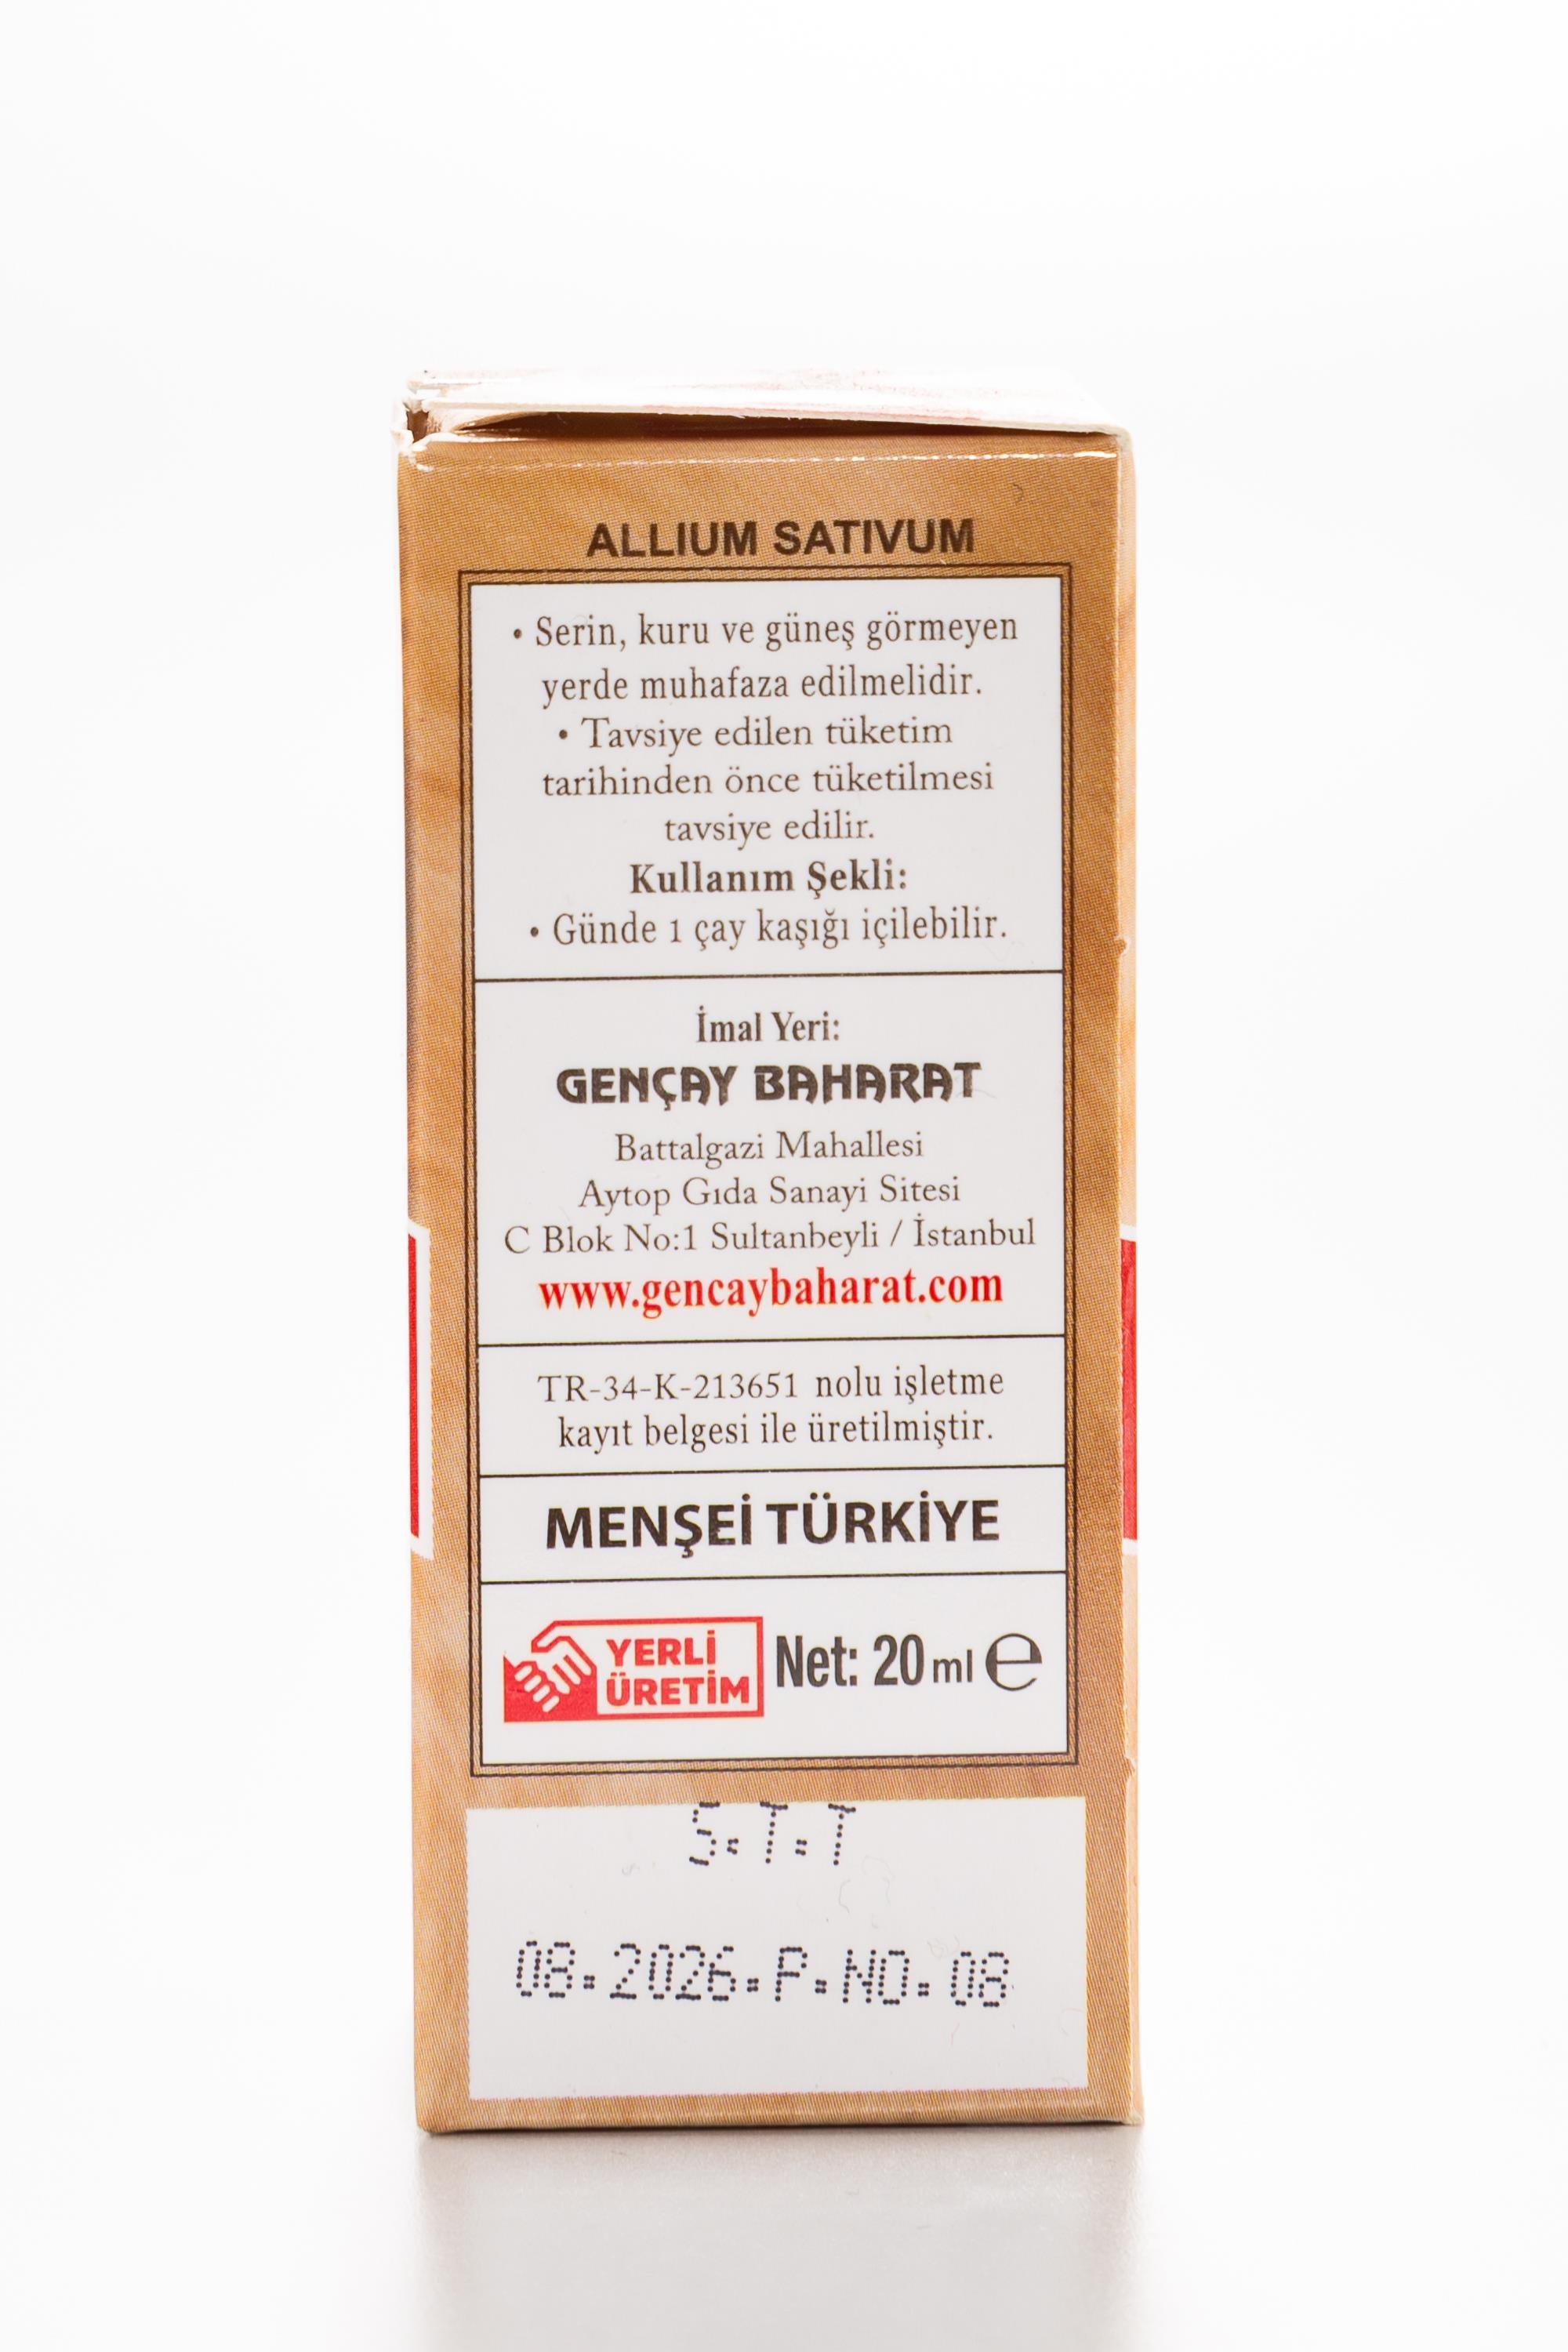 ALLIUM SATIVUM
• Serin, kuru ve güneş görmeyen
yerde muhafaza edilmelidir.
• Tavsiye edilen tüketim
tarihinden önce tüketilmesi
tavsiye edilir.
Kullanım Şekli:
• Günde 1 çay kaşığı içilebilir.
İmal Yeri:
GENÇAY BAHARAT
Battalgazi Mahallesi
Aytop Gıda Sanayi Sitesi
C Blok No:1 Sultanbeyli / İstanbul
www.gencaybaharat.com
TR-34-K-213651 nolu işletme
kayıt belgesi ile üretilmiştir.
MENŞEİ TÜRKİYE
YERLİ
ÜRETİM
Net: 20 ml ℮
S.T.T
08.2026.P.NO.08